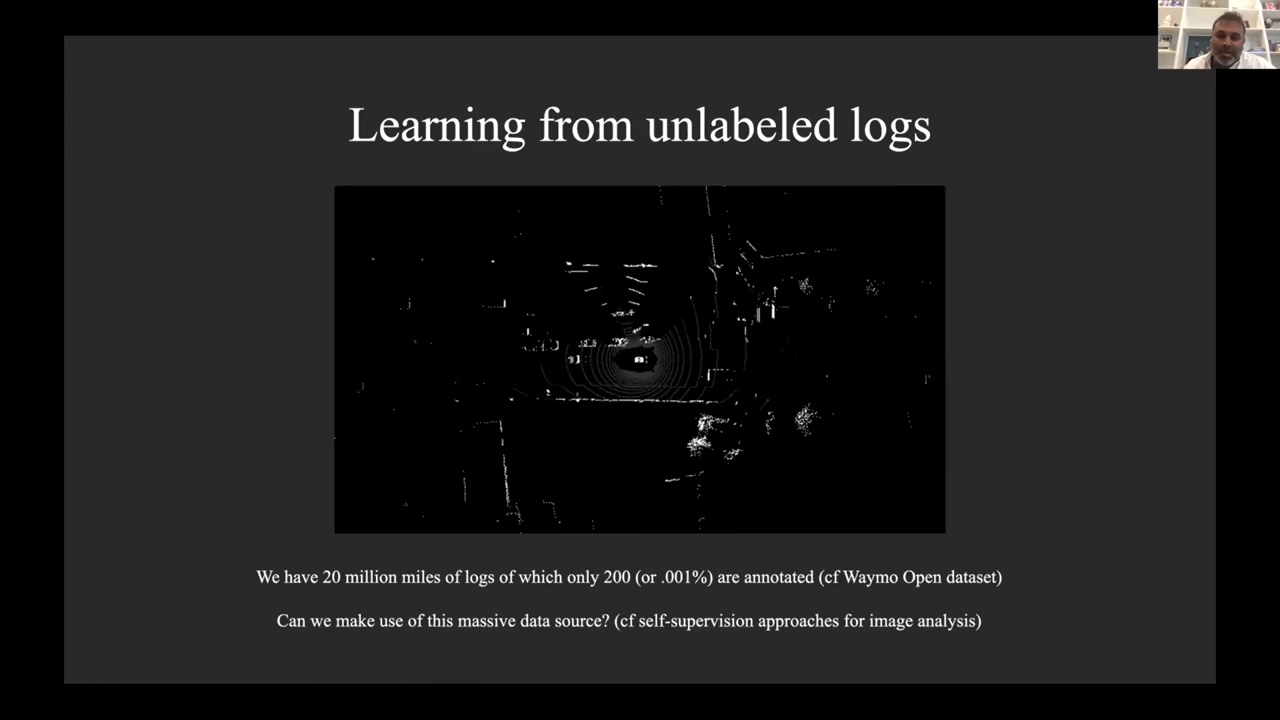 Learning from unlabeled logs
We have 20 million miles of logs of which only 200 (or .001%) are annotated (cf Waymo Open dataset)
Can we make use of this massive data source? (cf self-supervision approaches for image analysis)